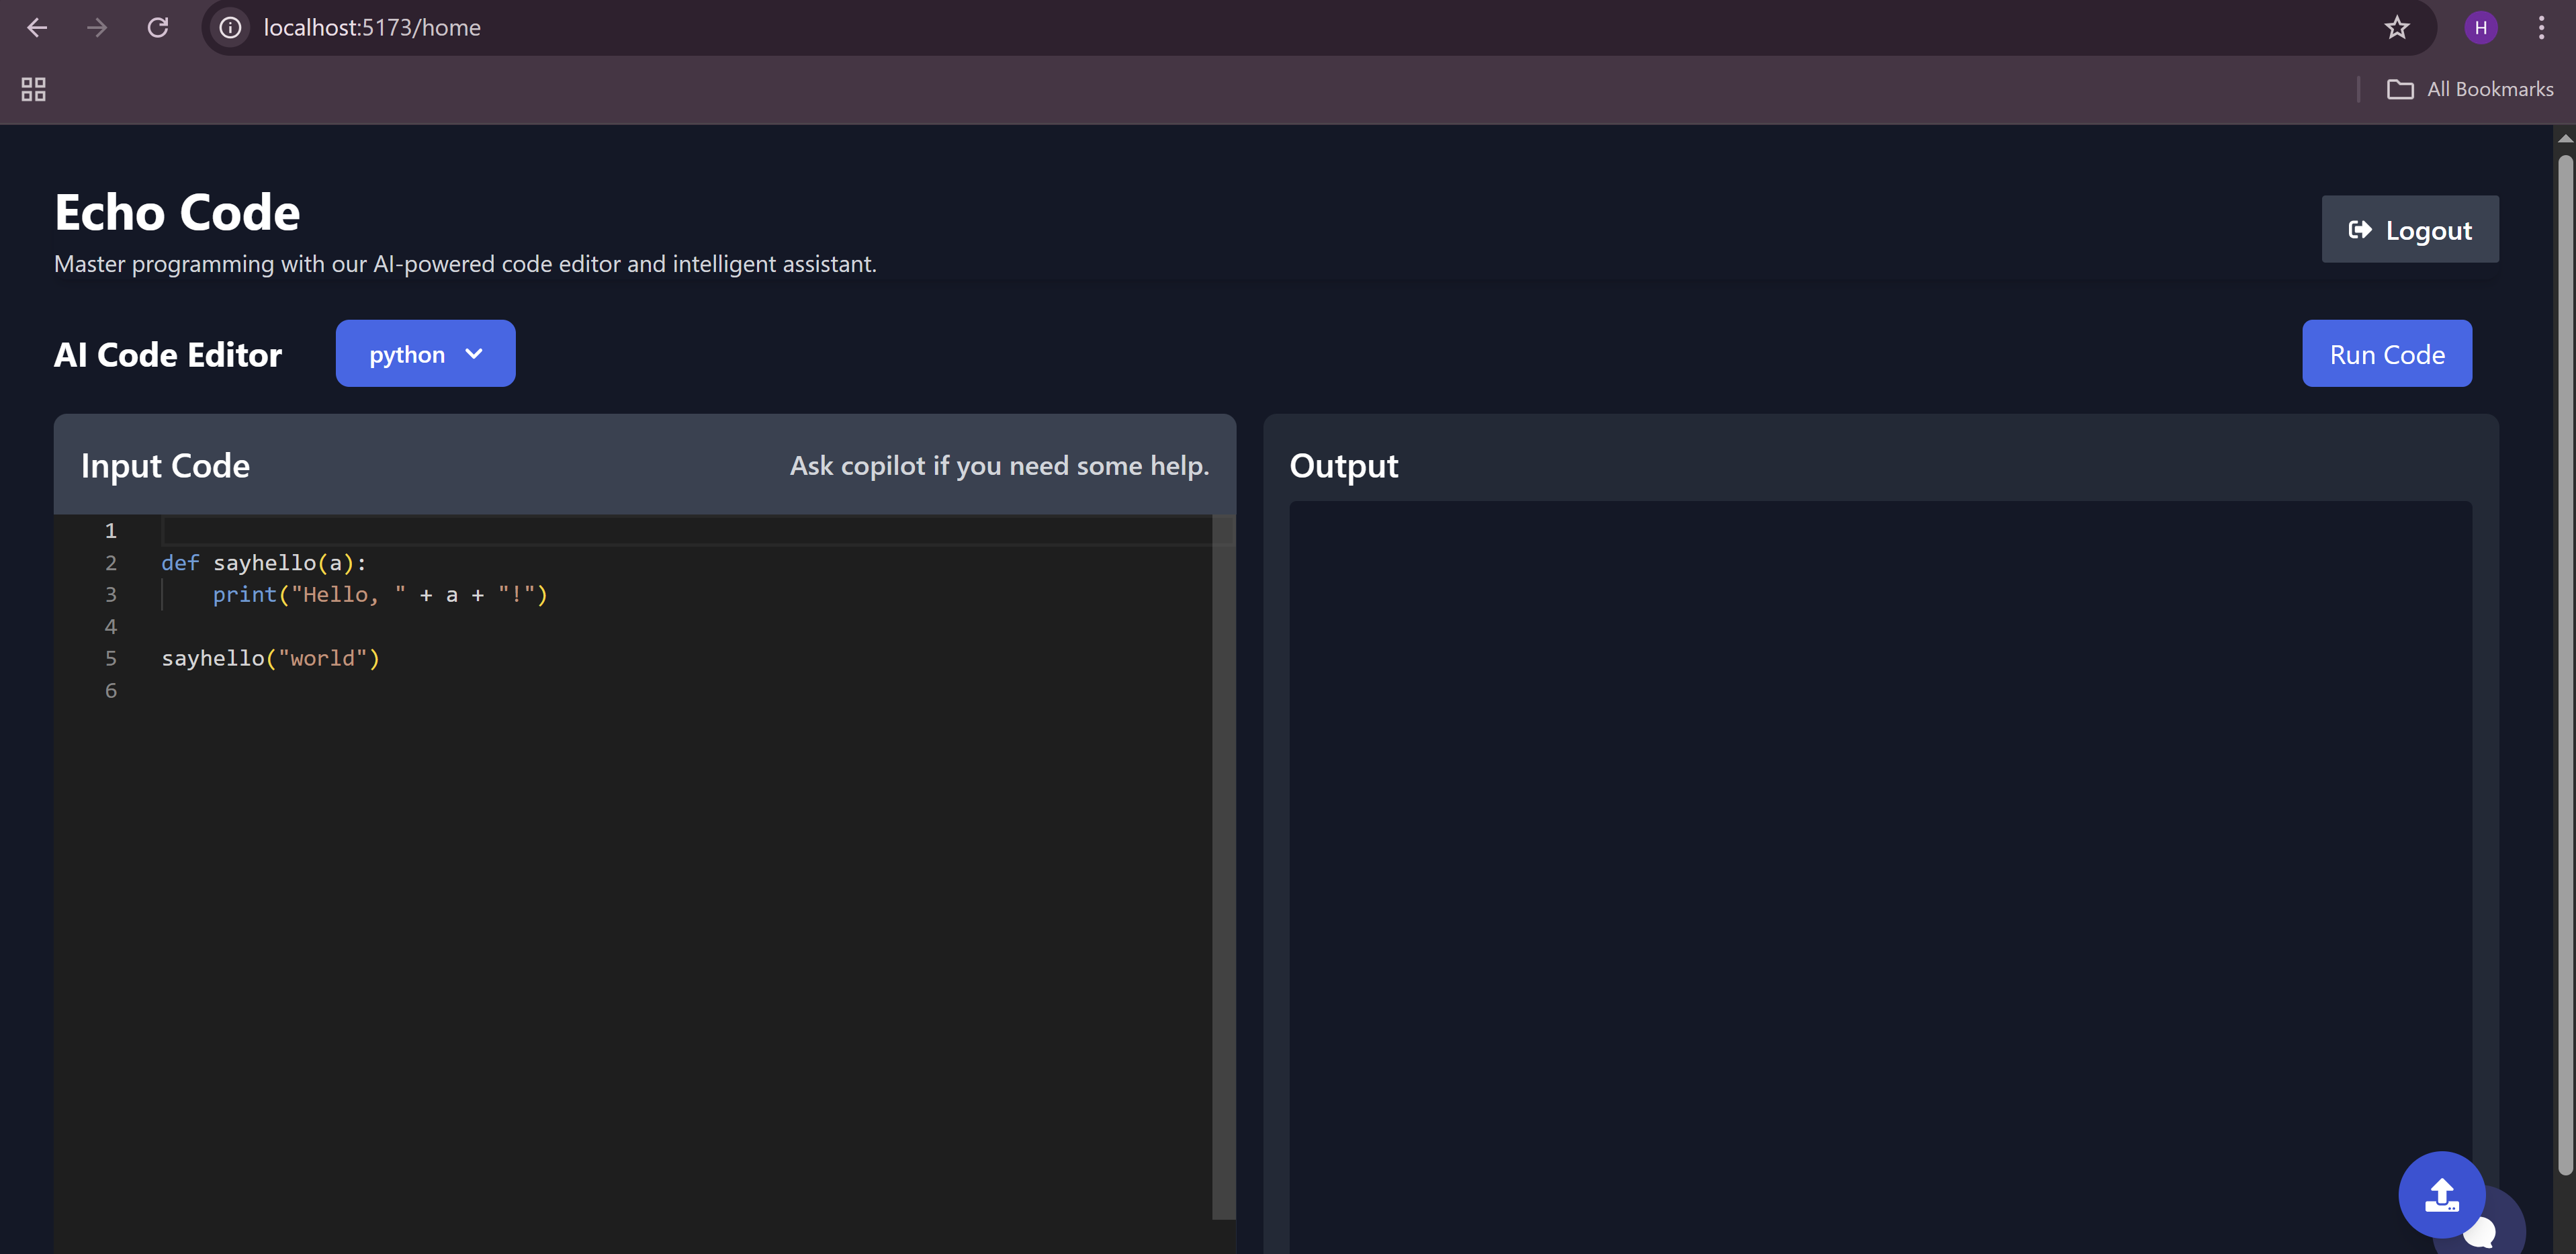 localhost:5173/home
H
All Bookmarks
Echo Code
Logout
Master programming with our AI-powered code editor and intelligent assistant.
AI Code Editor
python
Run Code
Input Code
Ask copilot if you need some help.
Output
1
2 def sayhello(a):
3     print("Hello, " + a + "!")
4
5 sayhello("world")
6